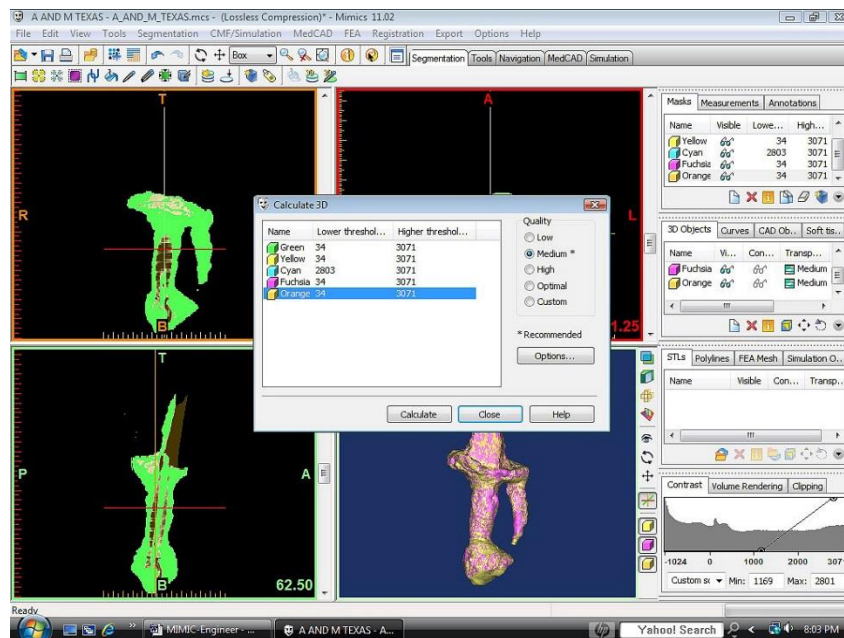 A AND M TEXAS - A_AND_M_TEXAS.mcs - (Lossless Compression)* - Mimics 11.02
File Edit View Tools Segmentation CMF/Simulation MedCAD FEA Registration Export Options Help
Box
Segmentation Tools Navigation MedCAD Simulation
T
R
B
A
L
1.25
Masks Measurements Annotations
Name Visible Lowe... High...
Yellow 34 3071
Cyan 2803 3071
Fuchsia 34 3071
Orange 34 3071
Calculate 3D
Name Lower threshol... Higher threshol...
Green 34 3071
Yellow 34 3071
Cyan 2803 3071
Fuchsia 34 3071
Orange 34 3071
Quality
Low
Medium *
High
Optimal
Custom
*Recommended
Options...
Calculate Close Help
3D Objects Curves CAD Ob.. Soft tis..
Name Vi... Con... Transp...
Fuchsia Medium
Orange Medium
T
P
A
B
62.50
STLs Polylines FEA Mesh Simulation O..
Name Visible Con... Transp..
Contrast Volume Rendering Clipping
-1024 0 1000 2000 307
Custom sc Min: 1169 Max: 2801
Ready
MIMIC-Engineer - ... A AND M TEXAS - A... Yahoo! Search 8:03 PM